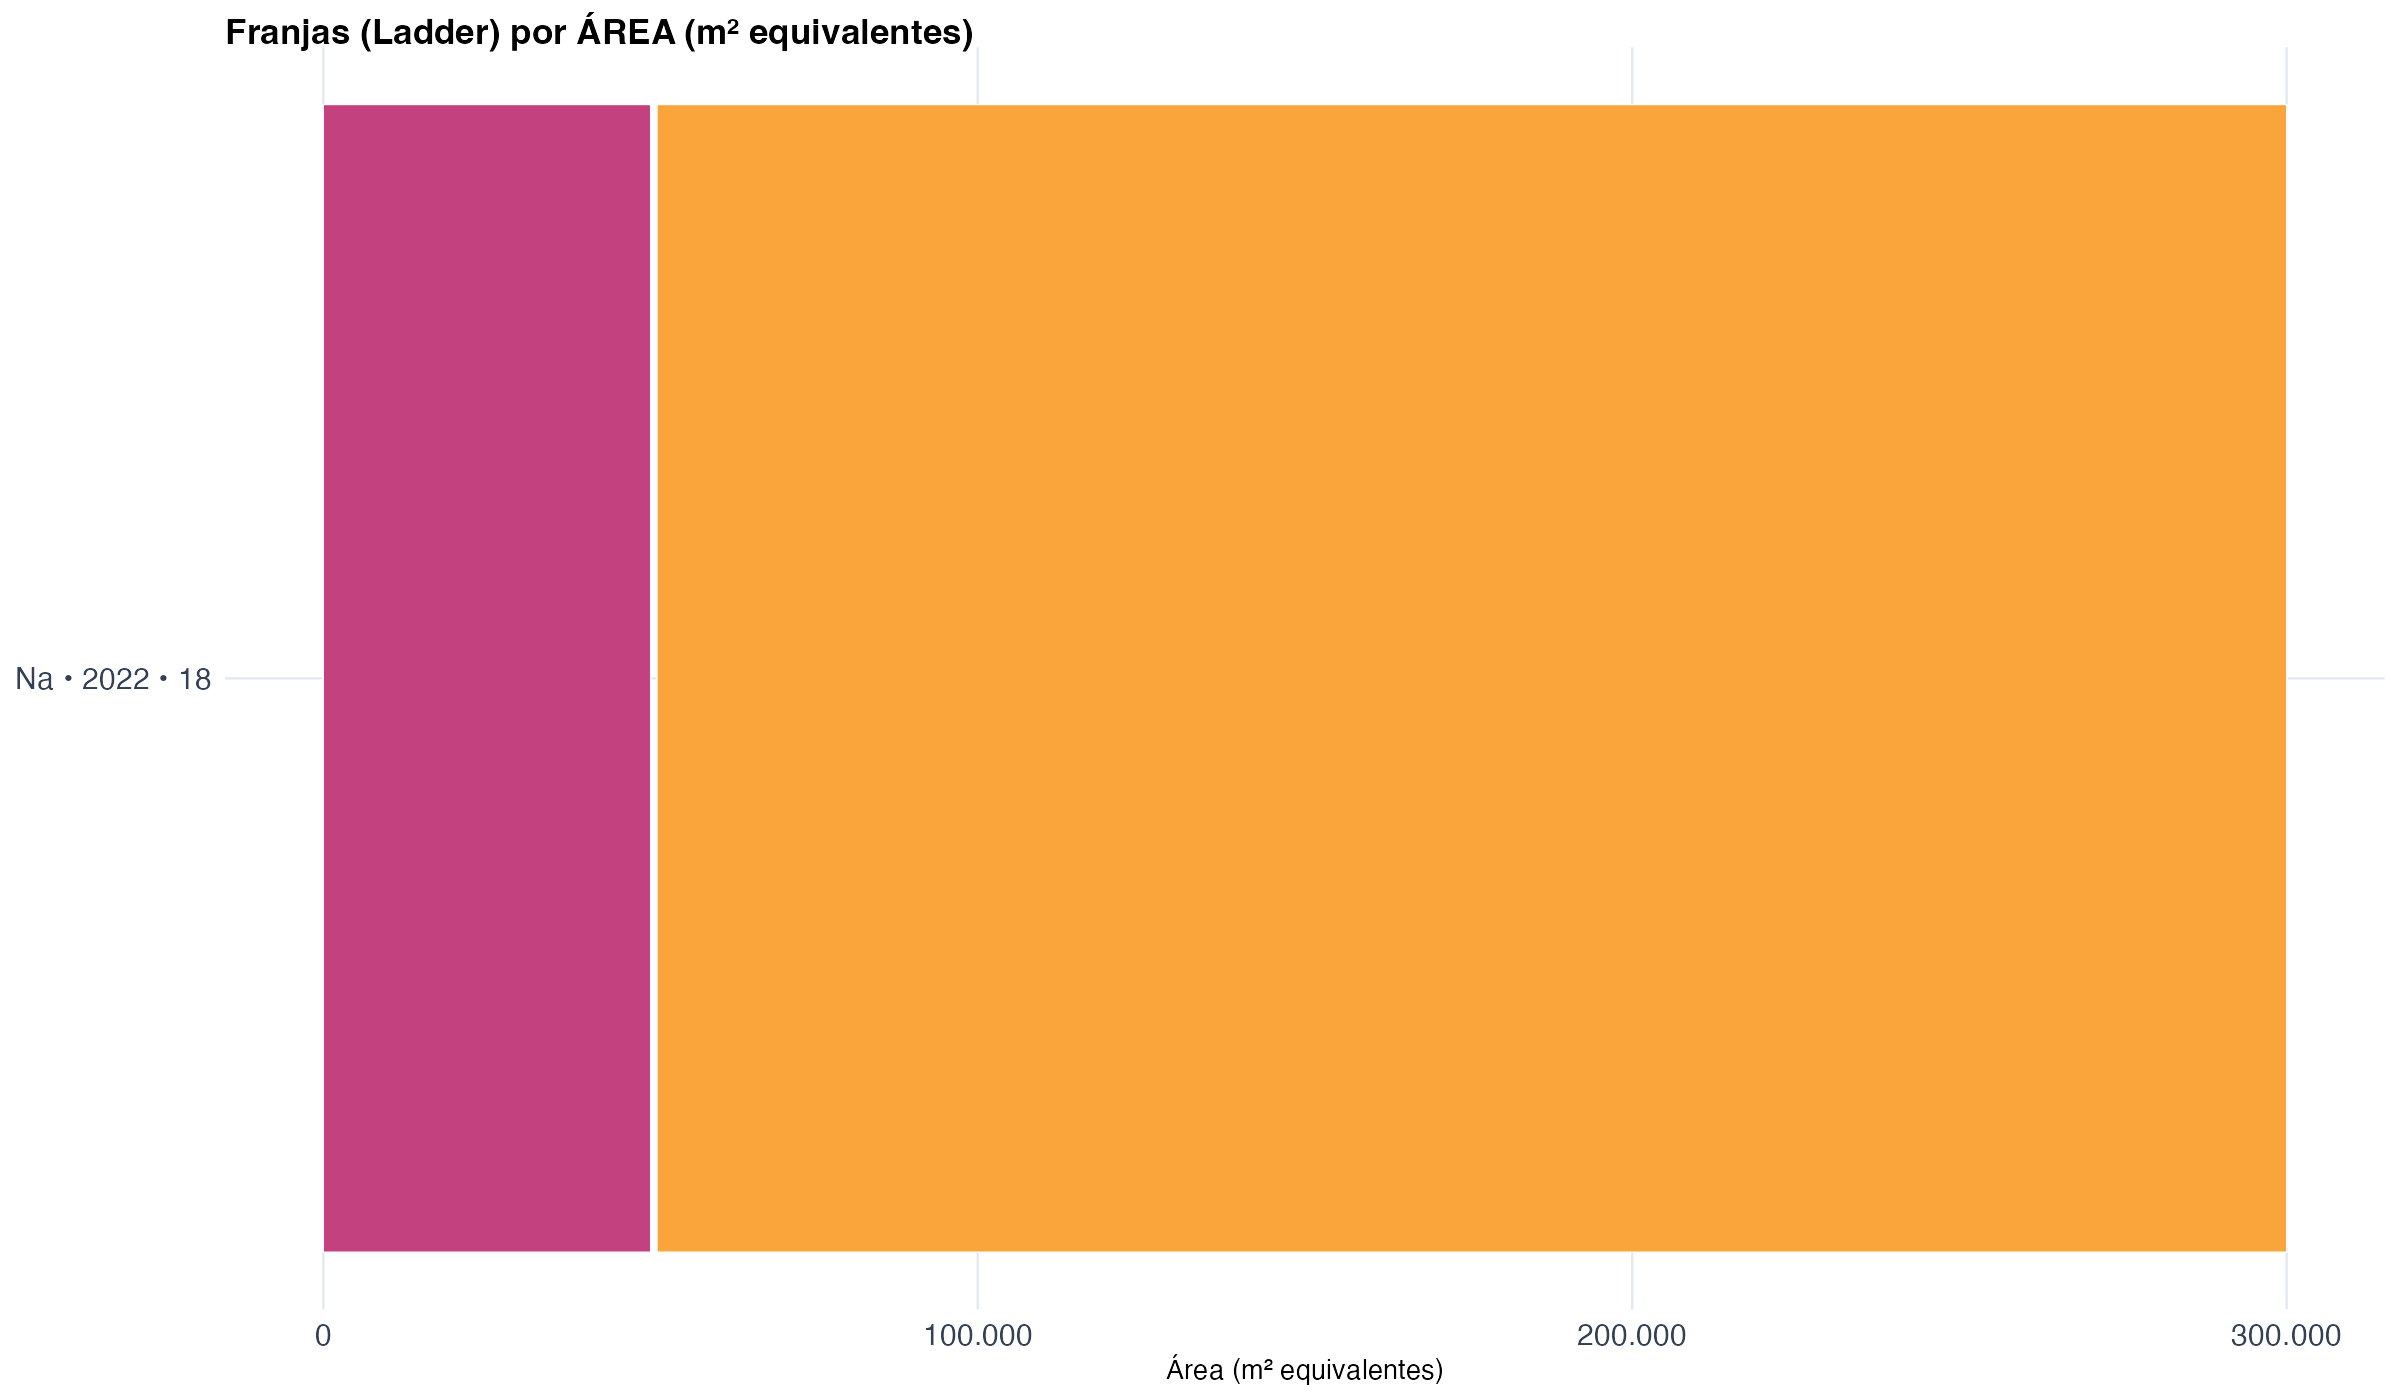 Franjas (Ladder) por ÁREA (m² equivalentes)
Na • 2022 • 18
0 100.000 200.000 300.000
Área (m² equivalentes)